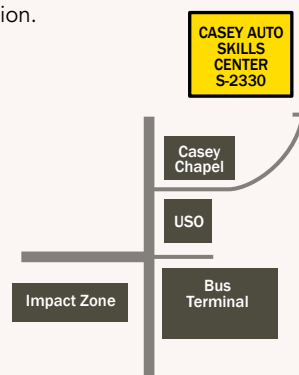 ion.
CASEY AUTO
SKILLS
CENTER
S-2330
Casey
Chapel
USO
Impact Zone
Bus
Terminal